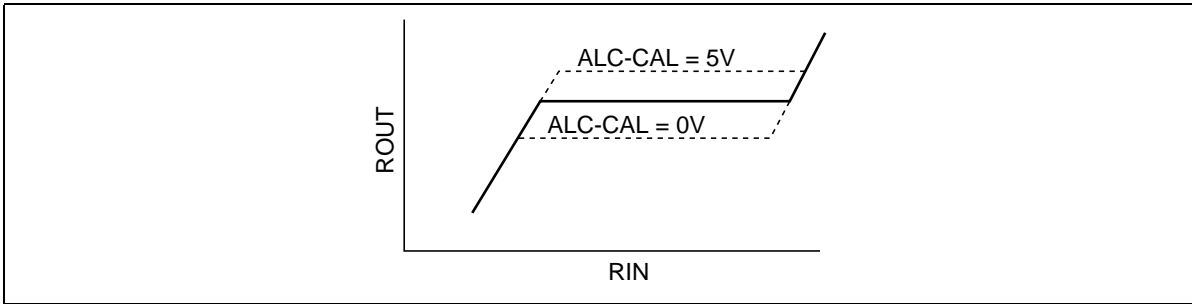 ALC-CAL = 5V
ALC-CAL = 0V
ROUT
RIN